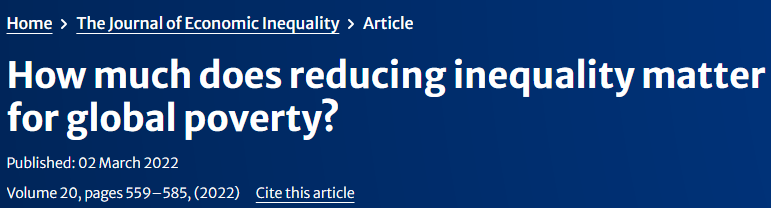 Home > The Journal of Economic Inequality > Article
How much does reducing inequality matter
for global poverty?
Published: 02 March 2022
Volume 20, pages 559–585, (2022) Cite this article